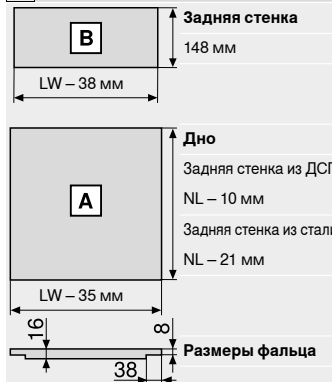 B
Задняя стенка
148 мм
LW – 38 мм
A
Дно
Задняя стенка из ДСП
NL – 10 мм
Задняя стенка из стали
NL – 21 мм
LW – 35 мм
16
8
38
Размеры фальца